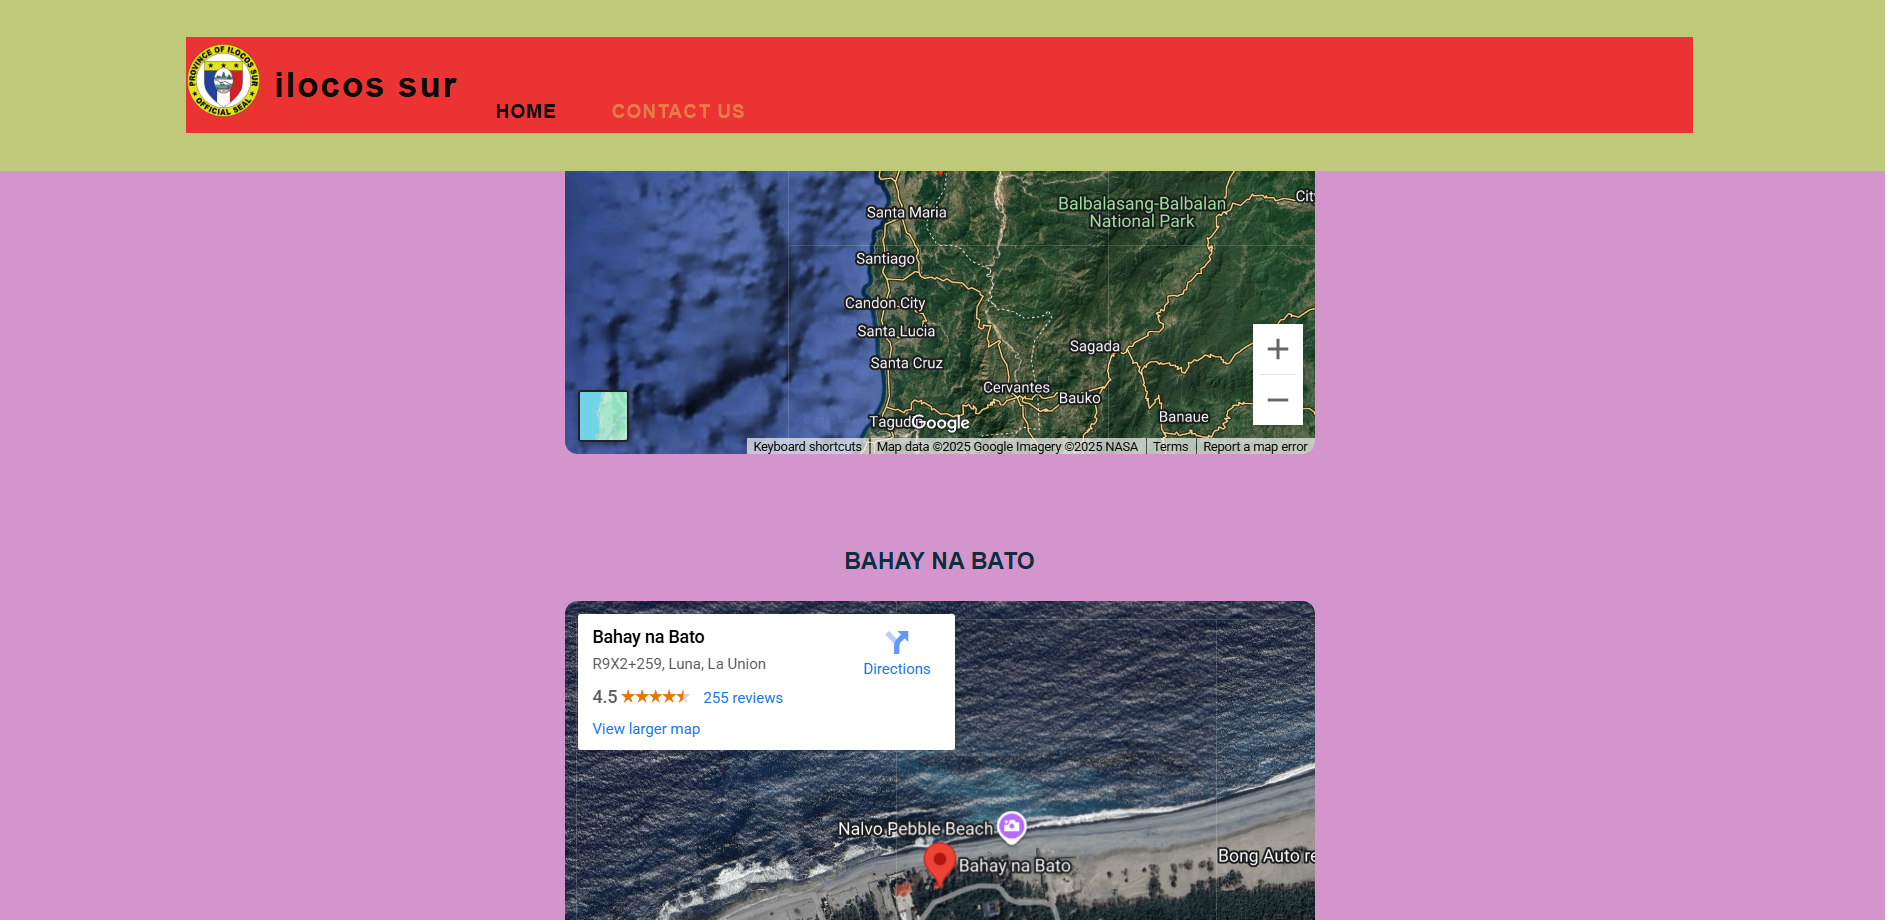 PROVINCE OF ILOCOS SUR
OFFICIAL SEAL
ilocos sur
HOME
CONTACT US
Santa Maria
Balbalasang-Balbalan
National Park
Santiago
Candon City
Santa Lucia
Santa Cruz
Sagada
Cervantes
Bauko
Banaue
Google
Keyboard shortcuts
Map data ©2025 Google Imagery ©2025 NASA
Terms
Report a map error
BAHAY NA BATO
Bahay na Bato
R9X2+259, Luna, La Union
Directions
4.5
255 reviews
View larger map
Nalvo Pebble Beach
Bahay na Bato
Bong Auto re